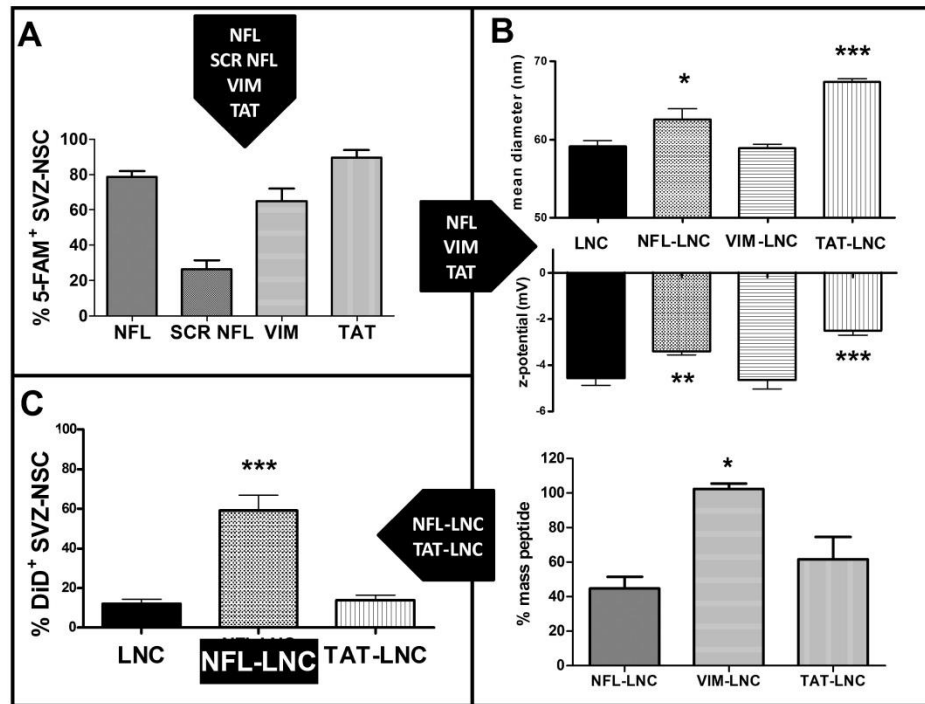 A
NFL
SCR NFL
VIM
TAT
% 5-FAM+ SVZ-NSC
100
80
60
40
20
0
NFL SCR NFL VIM TAT
NFL
VIM
TAT
B
mean diameter (nm)
70
60
50
*
***
LNC NFL-LNC VIM-LNC TAT-LNC
z-potential (mV)
0
-2
-4
-6
**
***
% mass peptide
120
100
80
60
40
20
0
*
NFL-LNC VIM-LNC TAT-LNC
C
% DiD+ SVZ-NSC
100
80
60
40
20
0
***
LNC NFL-LNC TAT-LNC
NFL-LNC
TAT-LNC